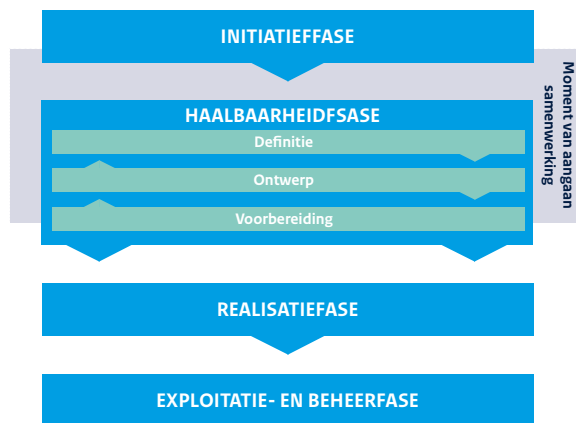 INITIATIEFFASE
Moment van aangaan
samenwerking
HAALBAARHEIDFSASE
Definitie
Ontwerp
Voorbereiding
REALISATIEFASE
EXPLOITATIE- EN BEHEERFASE